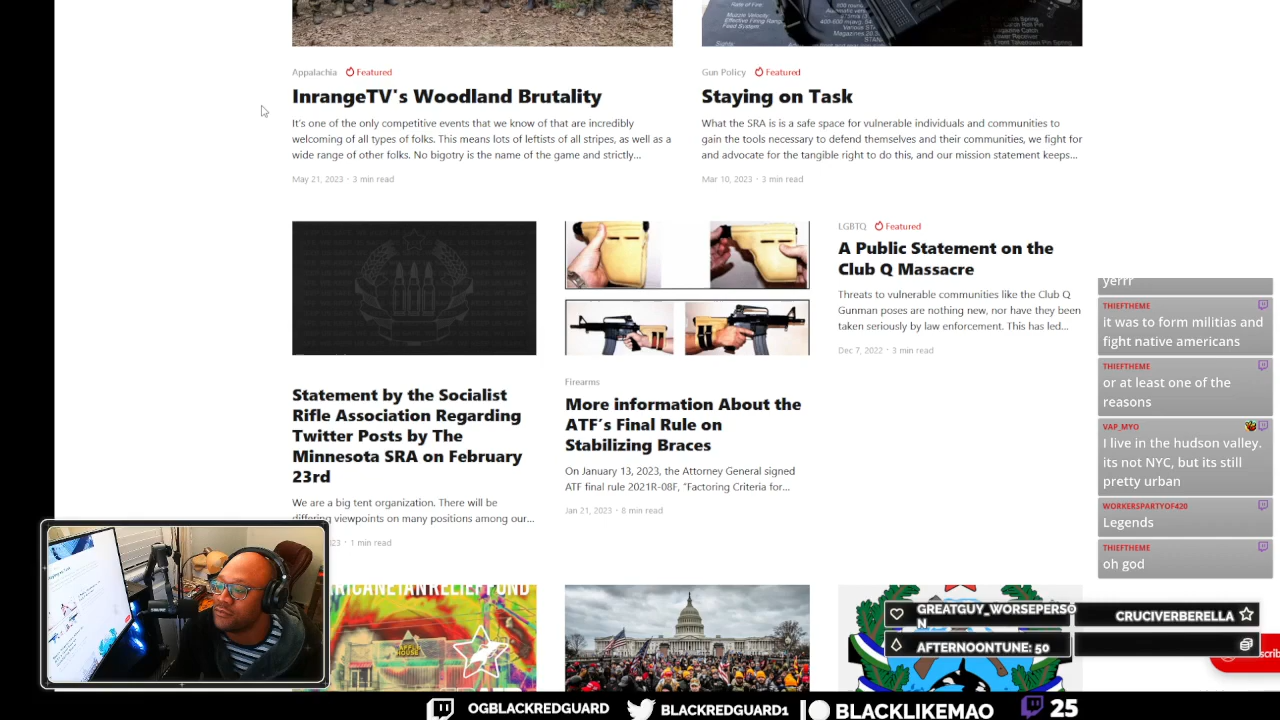 Appalachia Featured
InrangeTV's Woodland Brutality
It's one of the only competitive events that we know of that are incredibly
welcoming of all types of folks. This means lots of leftists of all stripes, as well as a
wide range of other folks. No bigotry is the name of the game and strictly...
May 21, 2023 • 3 min read
Gun Policy Featured
Staying on Task
What the SRA is is a safe space for vulnerable individuals and communities to
gain the tools necessary to defend themselves and their communities, we fight for
and advocate for the tangible right to do this, and our mission statement keeps...
Mar 10, 2023 • 3 min read
Statement by the Socialist
Rifle Association Regarding
Twitter Posts by The
Minnesota SRA on February
23rd
We are a big tent organization. There will be
differing viewpoints on many positions among our...
23 • 1 min read
Firearms
More information About the
ATF's Final Rule on
Stabilizing Braces
On January 13, 2023, the Attorney General signed
ATF final rule 2021R-08F, "Factoring Criteria for...
Jan 21, 2023 • 8 min read
LGBTQ Featured
A Public Statement on the
Club Q Massacre
Threats to vulnerable communities like the Club Q
Gunman poses are nothing new, nor have they been
taken seriously by law enforcement. This has led...
Dec 7, 2022 • 3 min read
yerrr
THIEFTHEME
it was to form militias and
fight native americans
THIEFTHEME
or at least one of the
reasons
VAP_MYO
I live in the hudson valley.
its not NYC, but its still
pretty urban
WORKERSPARTYOF420
Legends
THIEFTHEME
oh god
GREATGUY_WORSEPERSO
N
CRUCIVERBERELLA
AFTERNOONTUNE: 50
OGBLACKREDGUARD
BLACKREDGUARD1
BLACKLIKEMAO
25